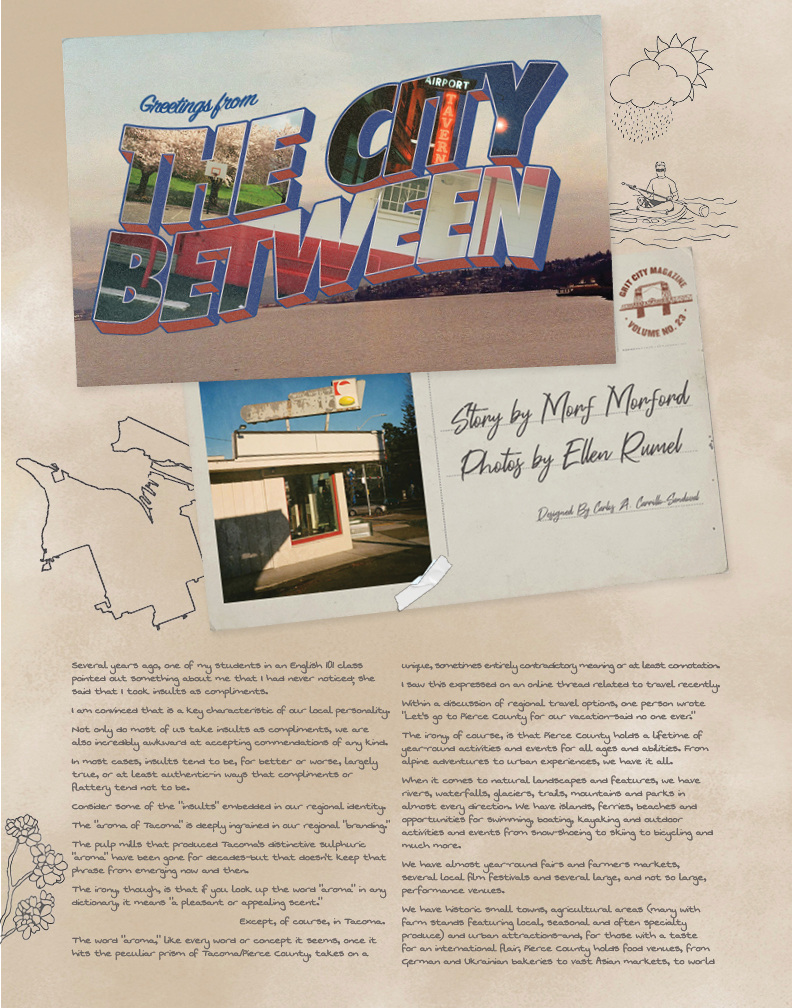 Greetings from
THE CITY
BETWEEN
AIRPORT
TAVERN
GRIT CITY MAGAZINE
VOLUME NO. 23
Story by Morf Morford
Photos by Ellen Rumel
Designed By Carlos A. Carrillo-Sandoval
Several years ago, one of my students in an English 101 class
pointed out something about me that I had never noticed; she
said that I took insults as compliments.
I am convinced that is a key characteristic of our local personality.
Not only do most of us take insults as compliments, we are
also incredibly awkward at accepting commendations of any kind.
In most cases, insults tend to be, for better or worse, largely
true, or at least authentic-in ways that compliments or
flattery tend not to be.
Consider some of the "insults" embedded in our regional identity.
The "aroma of Tacoma" is deeply ingrained in our regional "branding."
The pulp mills that produced Tacoma's distinctive sulphuric
"aroma" have been gone for decades-but that doesn't keep that
phrase from emerging now and then.
The irony, though, is that if you look up the word "aroma" in any
dictionary, it means "a pleasant or appealing scent."
Except, of course, in Tacoma.
The word "aroma," like every word or concept it seems, once it
hits the peculiar prism of Tacoma/Pierce County, takes on a
unique, sometimes entirely contradictory meaning or at least connotation.
I saw this expressed on an online thread related to travel recently.
Within a discussion of regional travel options, one person wrote
"Let's go to Pierce County for our vacation-said no one ever."
The irony, of course, is that Pierce County holds a lifetime of
year-round activities and events for all ages and abilities. From
alpine adventures to urban experiences, we have it all.
When it comes to natural landscapes and features, we have
rivers, waterfalls, glaciers, trails, mountains and parks in
almost every direction. We have islands, ferries, beaches and
opportunities for swimming, boating, kayaking and outdoor
activities and events from snow-shoeing to skiing to bicycling and
much more.
We have almost year-round fairs and farmers markets,
several local film festivals and several large, and not so large,
performance venues.
We have historic small towns, agricultural areas (many with
farm stands featuring local, seasonal and often specialty
produce) and urban attractions-and, for those with a taste
for an international flair, Pierce County holds food venues, from
German and Ukrainian bakeries to vast Asian markets, to world